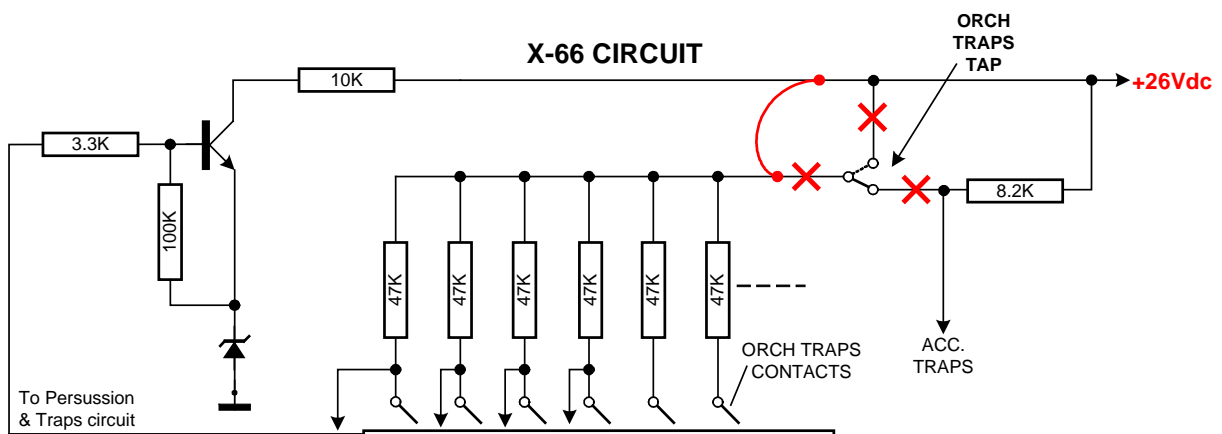 X-66 CIRCUIT
ORCH
TRAPS
TAP
+26Vdc
10K
3.3K
100K
8.2K
47K
47K
47K
47K
47K
47K
ORCH TRAPS
CONTACTS
ACC.
TRAPS
To Persussion
& Traps circuit